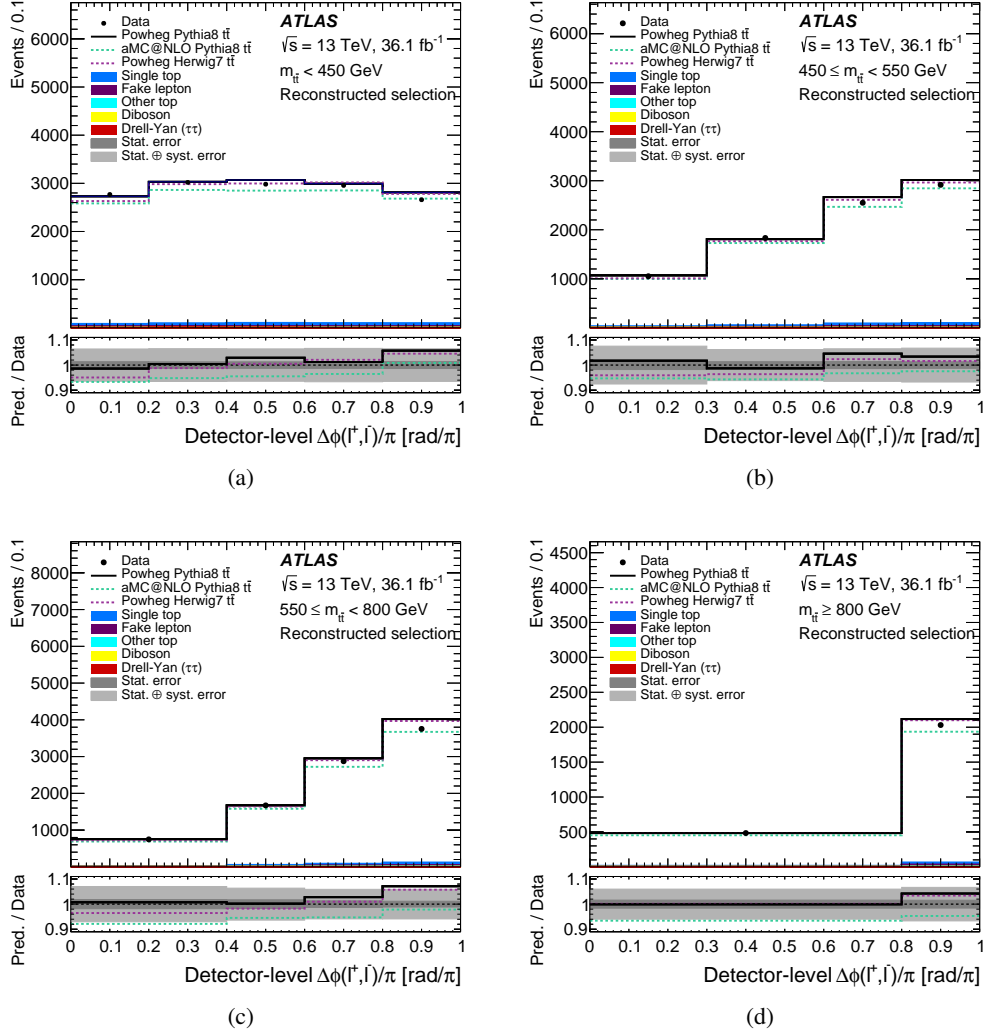 Events / 0.1
6000
5000
4000
3000
2000
1000
Data
Powheg Pythia8 tt̄
aMC@NLO Pythia8 tt̄
Powheg Herwig7 tt̄
Single top
Fake lepton
Other top
Diboson
Drell-Yan (ττ)
Stat. error
Stat. ⊕ syst. error
ATLAS
√s = 13 TeV, 36.1 fb⁻¹
m_tt̄ < 450 GeV
Reconstructed selection
Pred. / Data
1.1
1
0.9
0 0.1 0.2 0.3 0.4 0.5 0.6 0.7 0.8 0.9 1
Detector-level Δϕ(l⁺,l⁻)/π [rad/π]
(a)
Events / 0.1
6000
5000
4000
3000
2000
1000
Data
Powheg Pythia8 tt̄
aMC@NLO Pythia8 tt̄
Powheg Herwig7 tt̄
Single top
Fake lepton
Other top
Diboson
Drell-Yan (ττ)
Stat. error
Stat. ⊕ syst. error
ATLAS
√s = 13 TeV, 36.1 fb⁻¹
450 ≤ m_tt̄ < 550 GeV
Reconstructed selection
Pred. / Data
1.1
1
0.9
0 0.1 0.2 0.3 0.4 0.5 0.6 0.7 0.8 0.9 1
Detector-level Δϕ(l⁺,l⁻)/π [rad/π]
(b)
Events / 0.1
8000
7000
6000
5000
4000
3000
2000
1000
Data
Powheg Pythia8 tt̄
aMC@NLO Pythia8 tt̄
Powheg Herwig7 tt̄
Single top
Fake lepton
Other top
Diboson
Drell-Yan (ττ)
Stat. error
Stat. ⊕ syst. error
ATLAS
√s = 13 TeV, 36.1 fb⁻¹
550 ≤ m_tt̄ < 800 GeV
Reconstructed selection
Pred. / Data
1.1
1
0.9
0 0.1 0.2 0.3 0.4 0.5 0.6 0.7 0.8 0.9 1
Detector-level Δϕ(l⁺,l⁻)/π [rad/π]
(c)
Events / 0.1
4500
4000
3500
3000
2500
2000
1500
1000
500
Data
Powheg Pythia8 tt̄
aMC@NLO Pythia8 tt̄
Powheg Herwig7 tt̄
Single top
Fake lepton
Other top
Diboson
Drell-Yan (ττ)
Stat. error
Stat. ⊕ syst. error
ATLAS
√s = 13 TeV, 36.1 fb⁻¹
m_tt̄ ≥ 800 GeV
Reconstructed selection
Pred. / Data
1.1
1
0.9
0 0.1 0.2 0.3 0.4 0.5 0.6 0.7 0.8 0.9 1
Detector-level Δϕ(l⁺,l⁻)/π [rad/π]
(d)